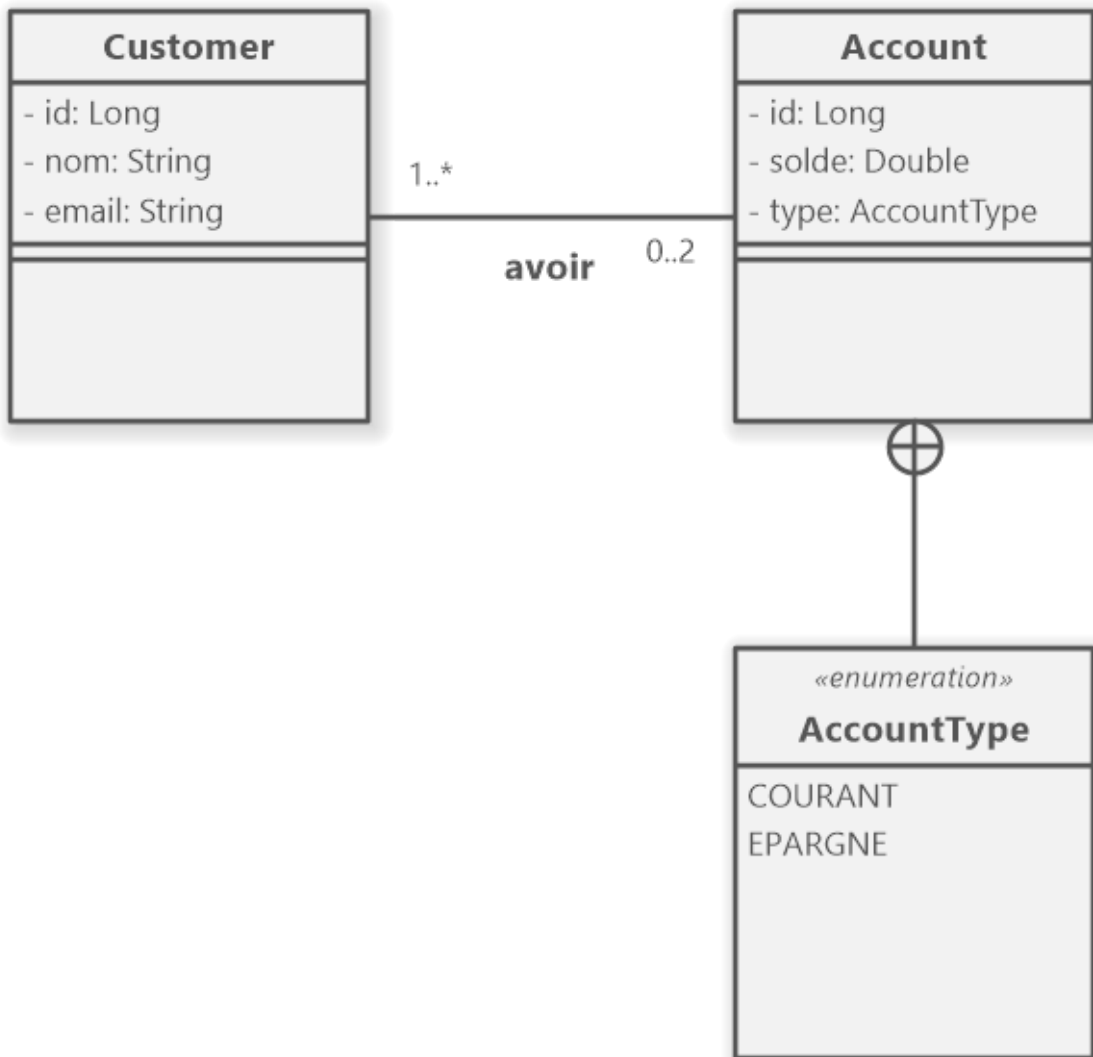 Customer
- id: Long
- nom: String
- email: String
1..*
avoir
0..2
Account
- id: Long
- solde: Double
- type: AccountType
«enumeration»
AccountType
COURANT
EPARGNE